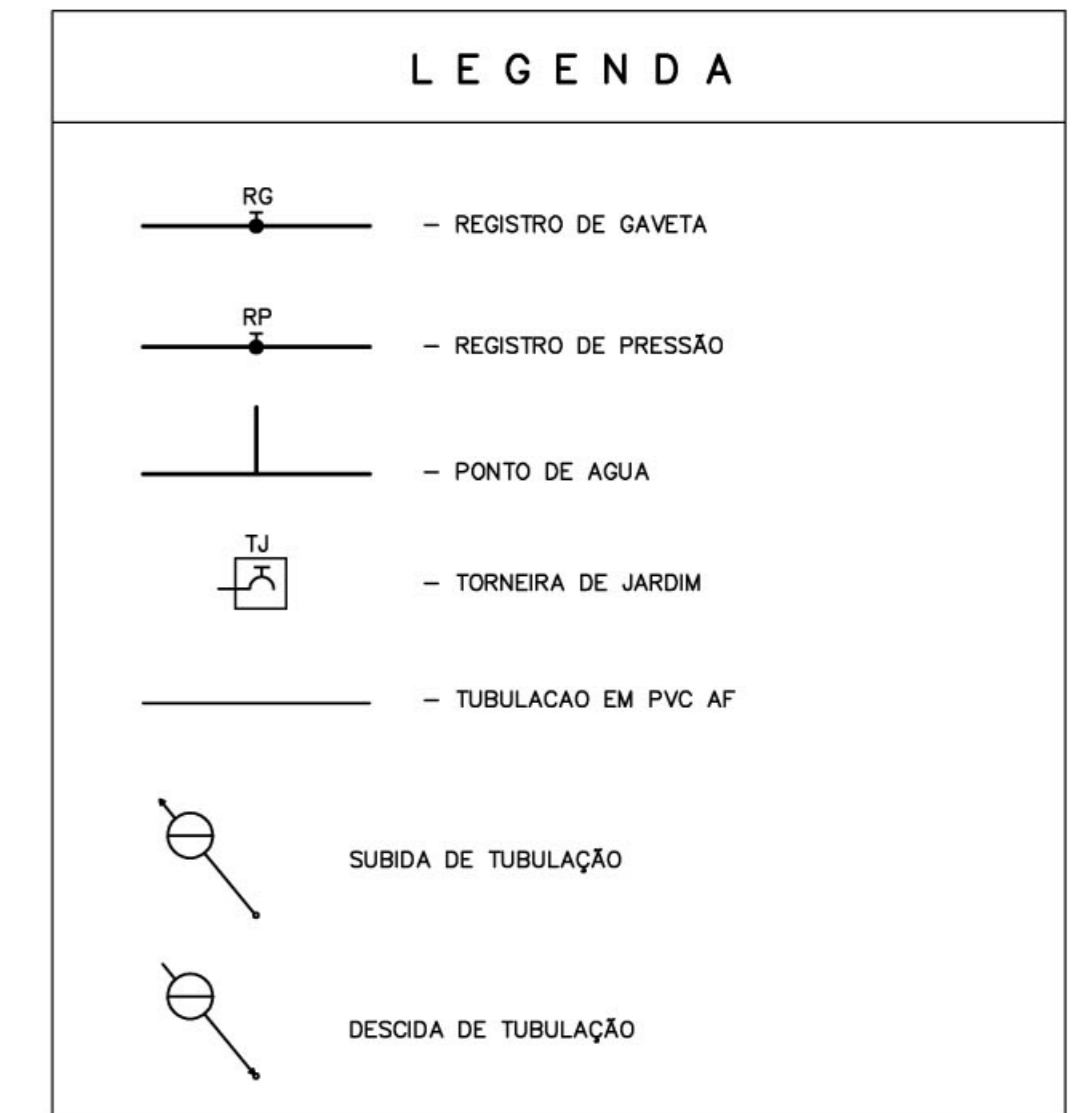 LEGENDA
RG
– REGISTRO DE GAVETA
RP
– REGISTRO DE PRESSÃO
– PONTO DE AGUA
TJ
– TORNEIRA DE JARDIM
– TUBULACAO EM PVC AF
SUBIDA DE TUBULAÇÃO
DESCIDA DE TUBULAÇÃO